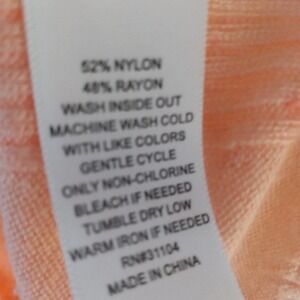 52% NYLON
48% RAYON
WASH INSIDE OUT
MACHINE WASH COLD
WITH LIKE COLORS
GENTLE CYCLE
ONLY NON-CHLORINE
BLEACH IF NEEDED
TUMBLE DRY LOW
WARM IRON IF NEEDED
RN#31104
MADE IN CHINA